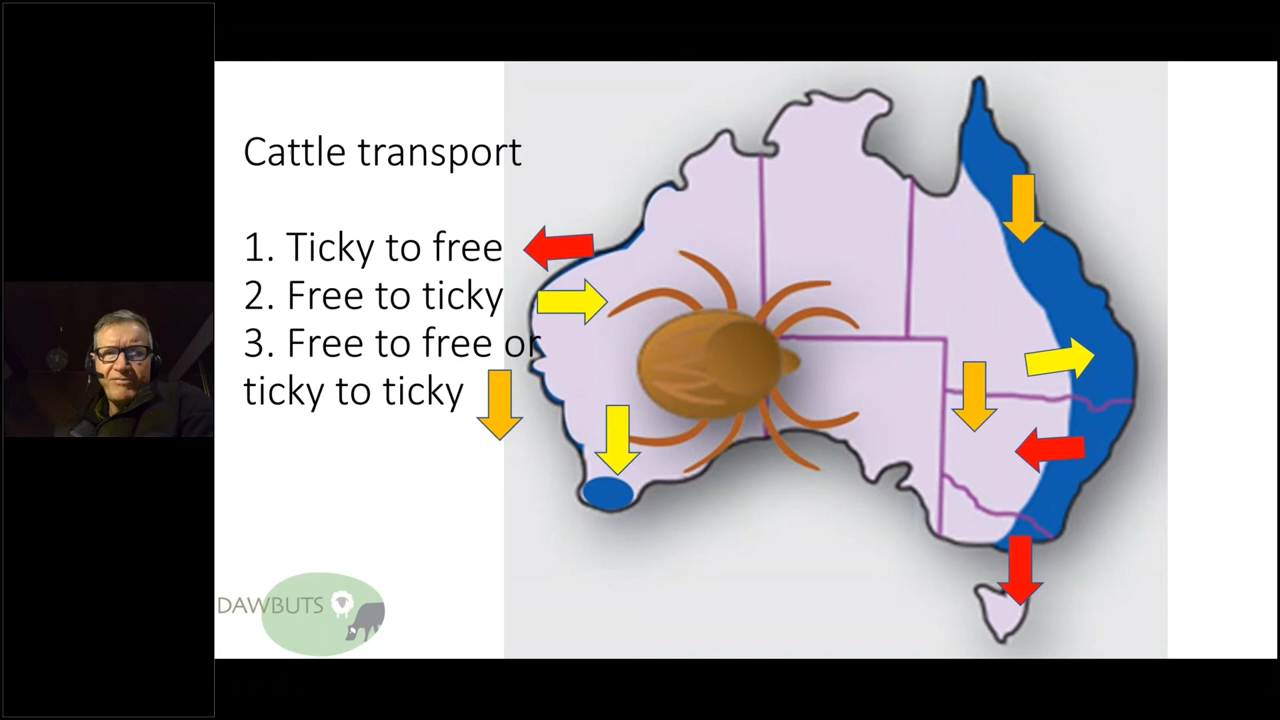 Cattle transport
1. Ticky to free
2. Free to ticky
3. Free to free or
ticky to ticky
DAWBUTS